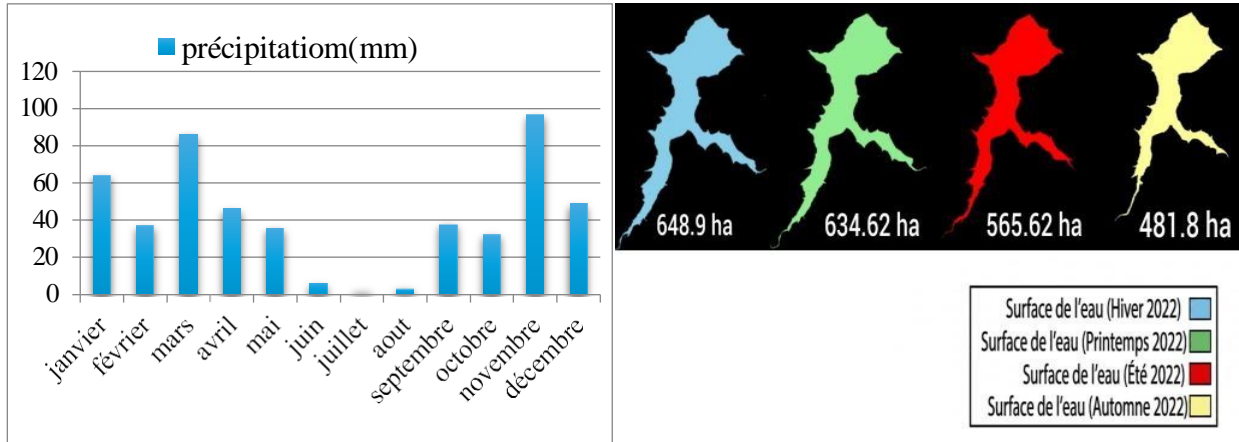 précipitatiom(mm)
120
100
80
60
40
20
0
janvier
février
mars
avril
mai
juin
juillet
aout
septembre
octobre
novembre
décembre
648.9 ha
634.62 ha
565.62 ha
481.8 ha
Surface de l'eau (Hiver 2022)
Surface de l'eau (Printemps 2022)
Surface de l'eau (Été 2022)
Surface de l'eau (Automne 2022)